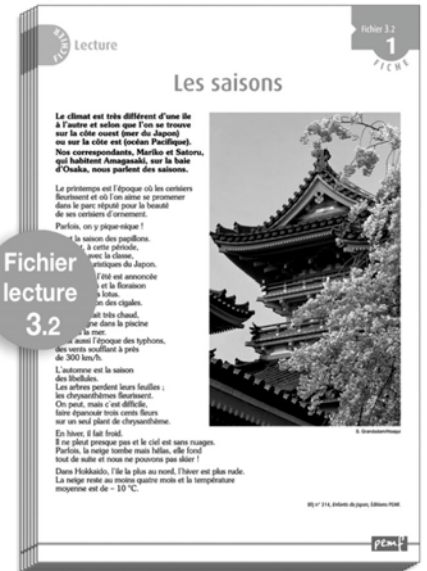 FICHIER
Lecture
Fichier 3.2
1
FICHE
Les saisons
Le climat est très différent d'une île
à l'autre et selon que l'on se trouve
sur la côte ouest (mer du Japon)
ou sur la côte est (océan Pacifique).
Nos correspondants, Mariko et Satoru,
qui habitent Amagasaki, sur la baie
d'Osaka, nous parlent des saisons.
Le printemps est l'époque où les cerisiers
fleurissent et où l'on aime se promener
dans le parc réputé pour la beauté
de ses cerisiers d'ornement.
Parfois, on y pique-nique !
la saison des papillons.
à cette période,
avec la classe,
du Japon.
l'été est annoncée
et la floraison
lotus.
des cigales.
fait très chaud,
dans la piscine
la mer.
aussi l'époque des typhons,
des vents soufflant à près
de 300 km/h.
L'automne est la saison
des libellules.
Les arbres perdent leurs feuilles ;
les chrysanthèmes fleurissent.
On peut, mais c'est difficile,
faire épanouir trois cents fleurs
sur un seul plant de chrysanthème.
En hiver, il fait froid.
Il ne pleut presque pas et le ciel est sans nuages.
Parfois, la neige tombe mais hélas, elle fond
tout de suite et nous ne pouvons pas skier !
Dans Hokkaido, l'île la plus au nord, l'hiver est plus rude.
La neige reste au moins quatre mois et la température
moyenne est de – 10 °C.
Fichier
lecture
3.2
BTJ n° 314, Enfants du Japon, Éditions PEMF.
pemf